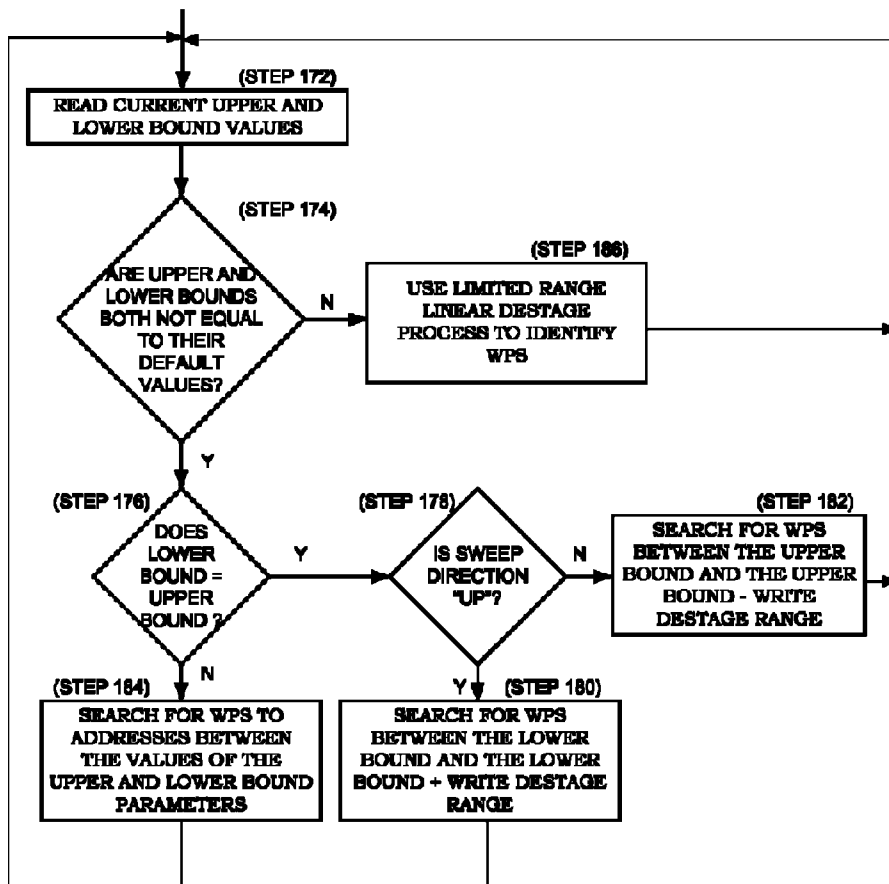 (STEP 172)
READ CURRENT UPPER AND
LOWER BOUND VALUES
(STEP 174)
ARE UPPER AND
LOWER BOUNDS
BOTH NOT EQUAL
TO THEIR
DEFAULT
VALUES?
N
(STEP 186)
USE LIMITED RANGE
LINEAR DESTAGE
PROCESS TO IDENTIFY
WPS
Y
(STEP 176)
DOES
LOWER
BOUND =
UPPER
BOUND ?
Y
(STEP 178)
IS SWEEP
DIRECTION
"UP"?
N
(STEP 182)
SEARCH FOR WPS
BETWEEN THE UPPER
BOUND AND THE UPPER
BOUND - WRITE
DESTAGE RANGE
N
(STEP 184)
SEARCH FOR WPS TO
ADDRESSES BETWEEN
THE VALUES OF THE
UPPER AND LOWER BOUND
PARAMETERS
Y
(STEP 180)
SEARCH FOR WPS
BETWEEN THE LOWER
BOUND AND THE LOWER
BOUND + WRITE DESTAGE
RANGE